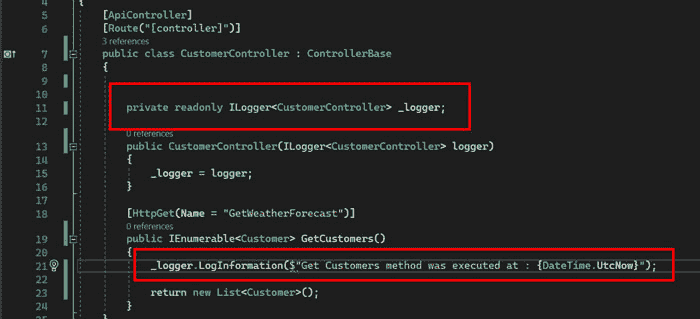 4
5 [ApiController]
6 [Route("[controller]")]
3 references
7 public class CustomerController : ControllerBase
8 {
9
10
11 private readonly ILogger<CustomerController> _logger;
12
0 references
13 public CustomerController(ILogger<CustomerController> logger)
14 {
15 _logger = logger;
16 }
17
18 [HttpGet(Name = "GetWeatherForecast")]
0 references
19 public IEnumerable<Customer> GetCustomers()
20 {
21 _logger.LogInformation($"Get Customers method was executed at : {DateTime.UtcNow}");
22
23 return new List<Customer>();
24 }
25 }